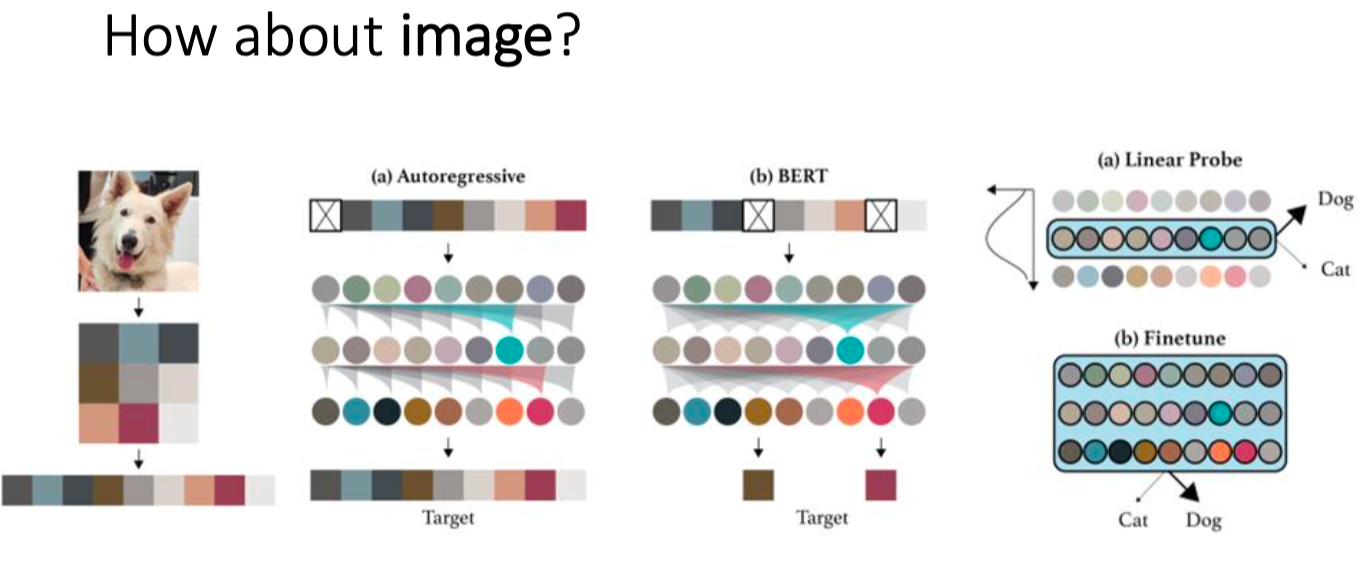 How about image?
(a) Autoregressive
Target
(b) BERT
Target
(a) Linear Probe
Dog
Cat
(b) Finetune
Cat Dog